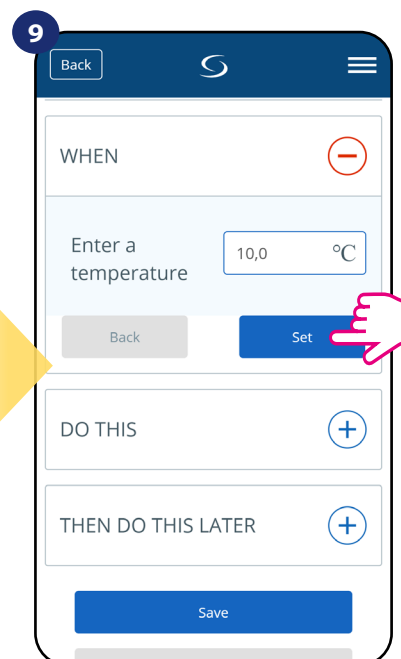 9
Back
WHEN
Enter a
temperature
10,0 °C
Back Set
DO THIS
THEN DO THIS LATER
Save